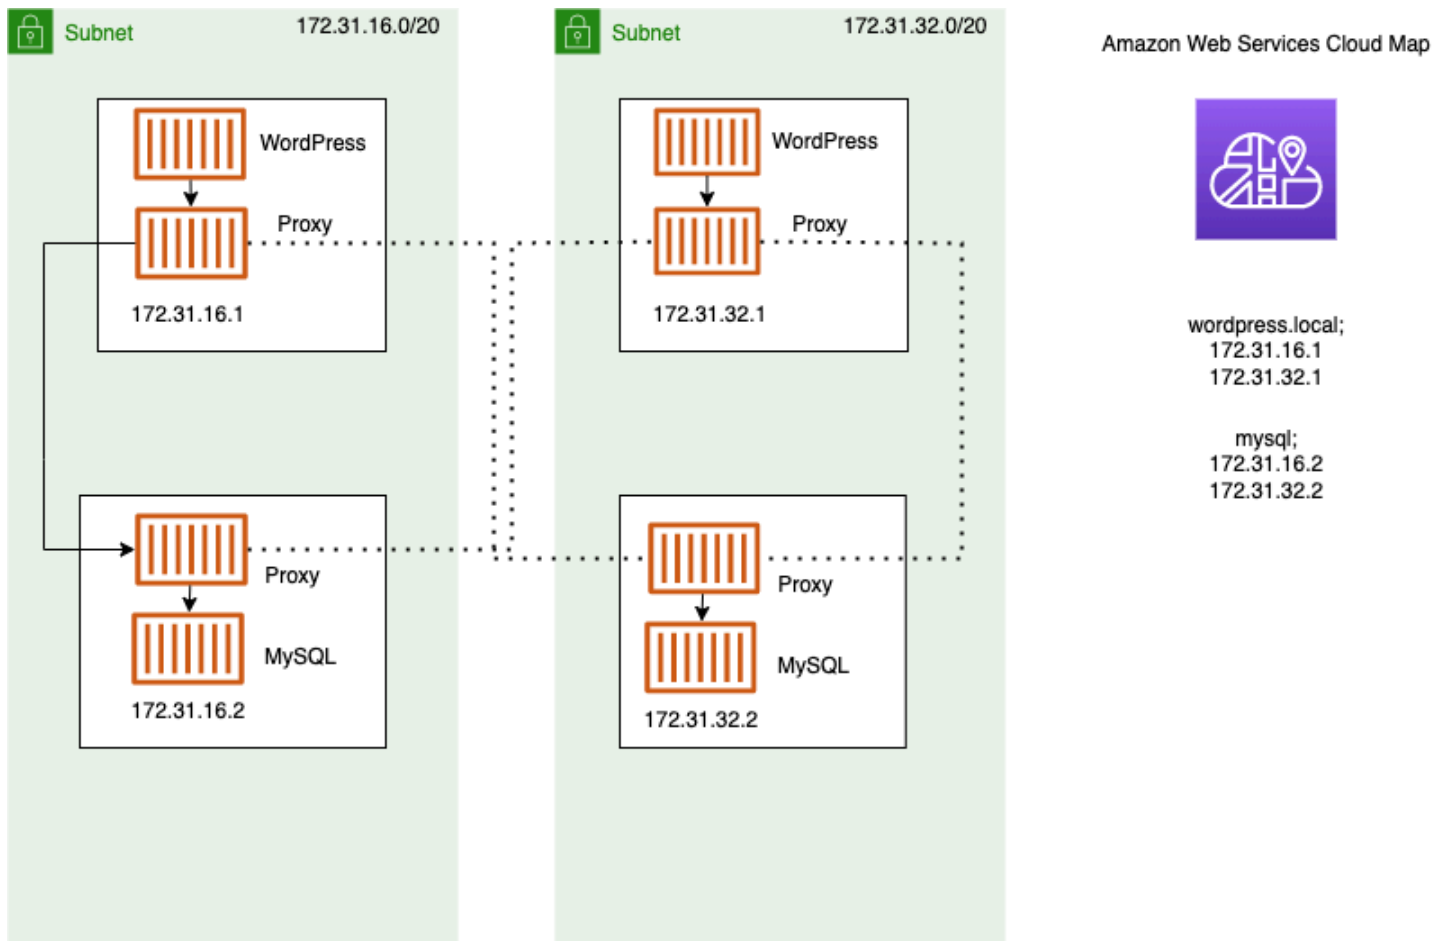 Subnet
172.31.16.0/20
WordPress
Proxy
172.31.16.1
Proxy
MySQL
172.31.16.2
Subnet
172.31.32.0/20
WordPress
Proxy
172.31.32.1
Proxy
MySQL
172.31.32.2
Amazon Web Services Cloud Map
wordpress.local;
172.31.16.1
172.31.32.1
mysql;
172.31.16.2
172.31.32.2